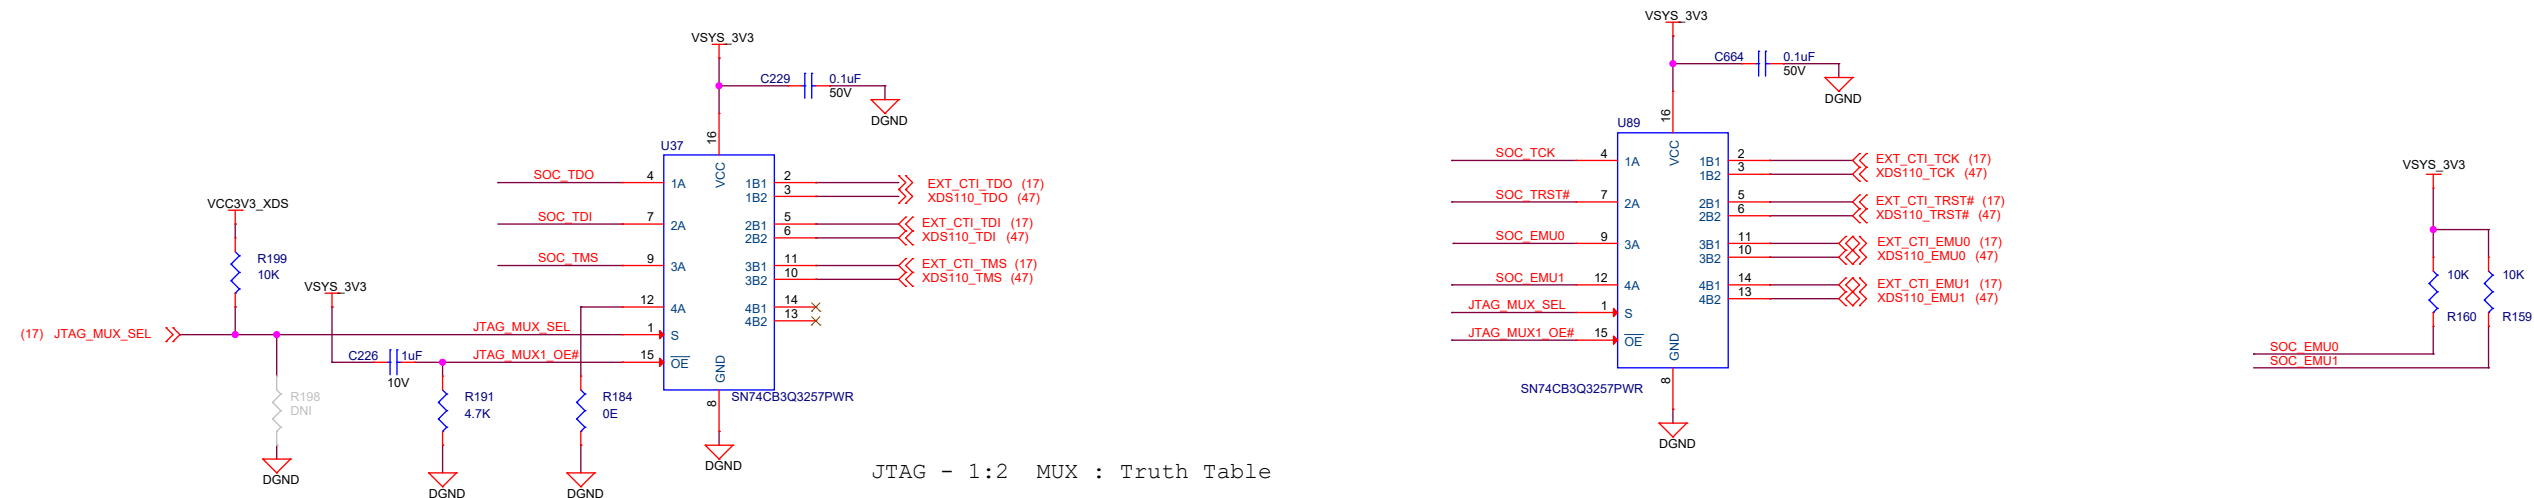 VSYS_3V3
C229 0.1uF
50V
DGND
16
U37
VCC
SOC_TDO 4 1A 1B1 2 EXT_CTI_TDO (17)
1B2 3 XDS110_TDO (47)
SOC_TDI 7 2A 2B1 5 EXT_CTI_TDI (17)
2B2 6 XDS110_TDI (47)
SOC_TMS 9 3A 3B1 11 EXT_CTI_TMS (17)
3B2 10 XDS110_TMS (47)
12 4A 4B1 14
4B2 13
(17) JTAG_MUX_SEL JTAG_MUX_SEL 1 S
JTAG_MUX1_OE# 15 OE
GND
8
SN74CB3Q3257PWR
DGND
VCC3V3_XDS
R199
10K
VSYS_3V3
C226 1uF
10V
R198
DNI
DGND
R191
4.7K
DGND
R184
0E
DGND
JTAG - 1:2 MUX : Truth Table
VSYS_3V3
C664 0.1uF
50V
DGND
16
U89
VCC
SOC_TCK 4 1A 1B1 2 EXT_CTI_TCK (17)
1B2 3 XDS110_TCK (47)
SOC_TRST# 7 2A 2B1 5 EXT_CTI_TRST# (17)
2B2 6 XDS110_TRST# (47)
SOC_EMU0 9 3A 3B1 11 EXT_CTI_EMU0 (17)
3B2 10 XDS110_EMU0 (47)
SOC_EMU1 12 4A 4B1 14 EXT_CTI_EMU1 (17)
4B2 13 XDS110_EMU1 (47)
JTAG_MUX_SEL 1 S
JTAG_MUX1_OE# 15 OE
GND
8
SN74CB3Q3257PWR
DGND
VSYS_3V3
10K 10K
R160 R159
SOC_EMU0
SOC_EMU1